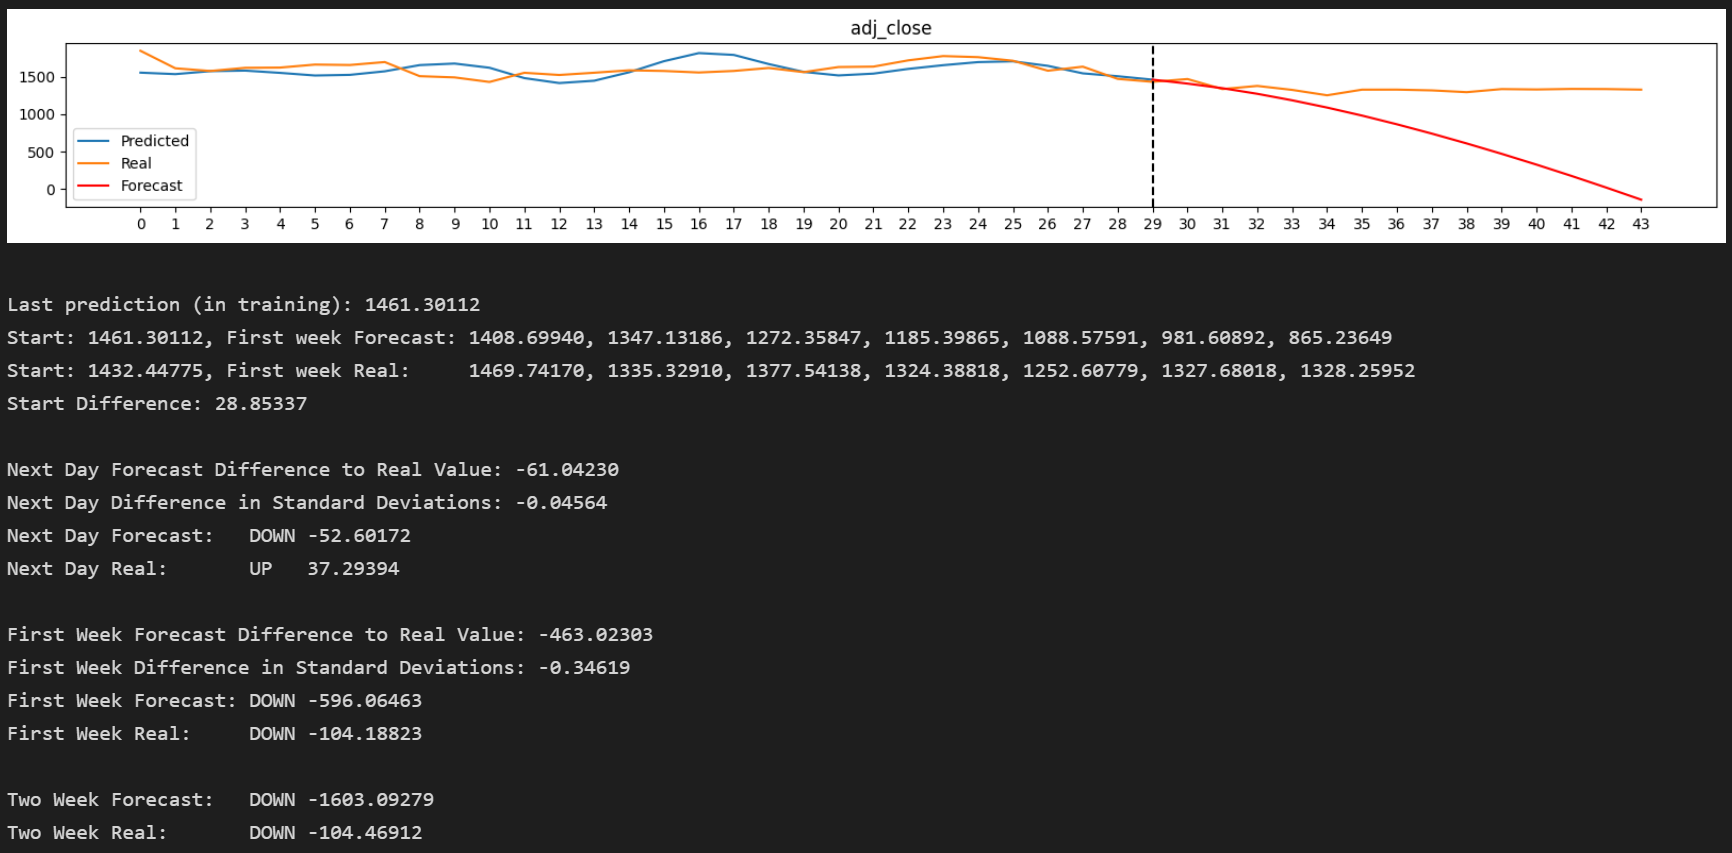 adj_close
1500
1000
500
0
Predicted
Real
Forecast
0 1 2 3 4 5 6 7 8 9 10 11 12 13 14 15 16 17 18 19 20 21 22 23 24 25 26 27 28 29 30 31 32 33 34 35 36 37 38 39 40 41 42 43
Last prediction (in training): 1461.30112
Start: 1461.30112, First week Forecast: 1408.69940, 1347.13186, 1272.35847, 1185.39865, 1088.57591, 981.60892, 865.23649
Start: 1432.44775, First week Real: 1469.74170, 1335.32910, 1377.54138, 1324.38818, 1252.60779, 1327.68018, 1328.25952
Start Difference: 28.85337
Next Day Forecast Difference to Real Value: -61.04230
Next Day Difference in Standard Deviations: -0.04564
Next Day Forecast: DOWN -52.60172
Next Day Real: UP 37.29394
First Week Forecast Difference to Real Value: -463.02303
First Week Difference in Standard Deviations: -0.34619
First Week Forecast: DOWN -596.06463
First Week Real: DOWN -104.18823
Two Week Forecast: DOWN -1603.09279
Two Week Real: DOWN -104.46912